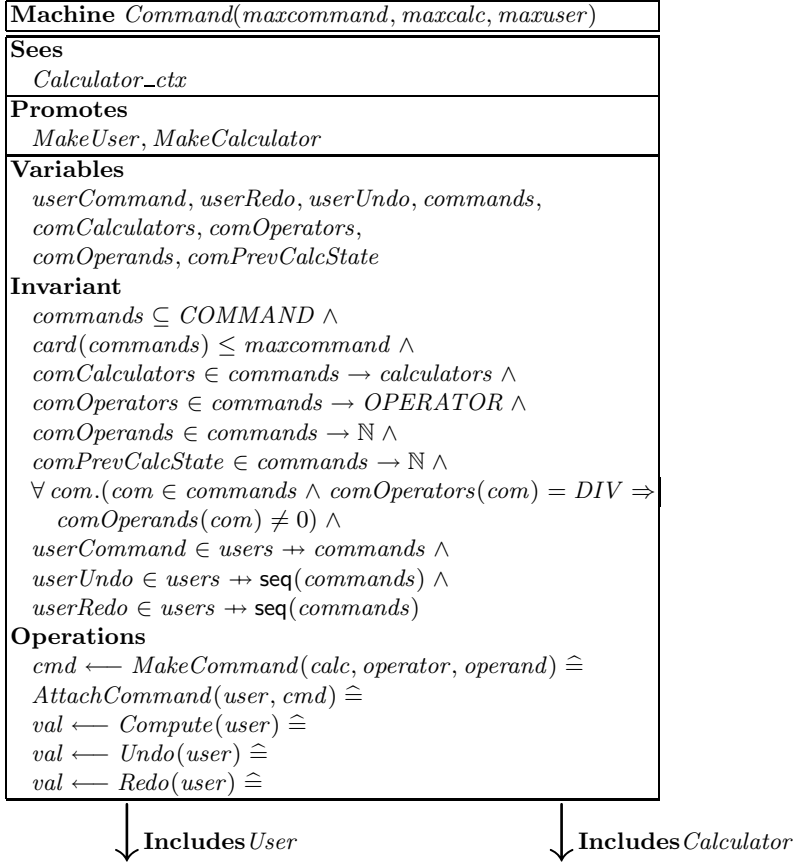 Machine Command(maxcommand, maxcalc, maxuser)
Sees
Calculator_ctx
Promotes
MakeUser, MakeCalculator
Variables
userCommand, userRedo, userUndo, commands,
comCalculators, comOperators,
comOperands, comPrevCalcState
Invariant
commands ⊆ COMMAND ∧
card(commands) ≤ maxcommand ∧
comCalculators ∈ commands → calculators ∧
comOperators ∈ commands → OPERATOR ∧
comOperands ∈ commands → ℕ ∧
comPrevCalcState ∈ commands → ℕ ∧
∀ com.(com ∈ commands ∧ comOperators(com) = DIV ⇒
comOperands(com) ≠ 0) ∧
userCommand ∈ users ⇸ commands ∧
userUndo ∈ users ⇸ seq(commands) ∧
userRedo ∈ users ⇸ seq(commands)
Operations
cmd ⟵ MakeCommand(calc, operator, operand) ≙
AttachCommand(user, cmd) ≙
val ⟵ Compute(user) ≙
val ⟵ Undo(user) ≙
val ⟵ Redo(user) ≙
Includes User Includes Calculator